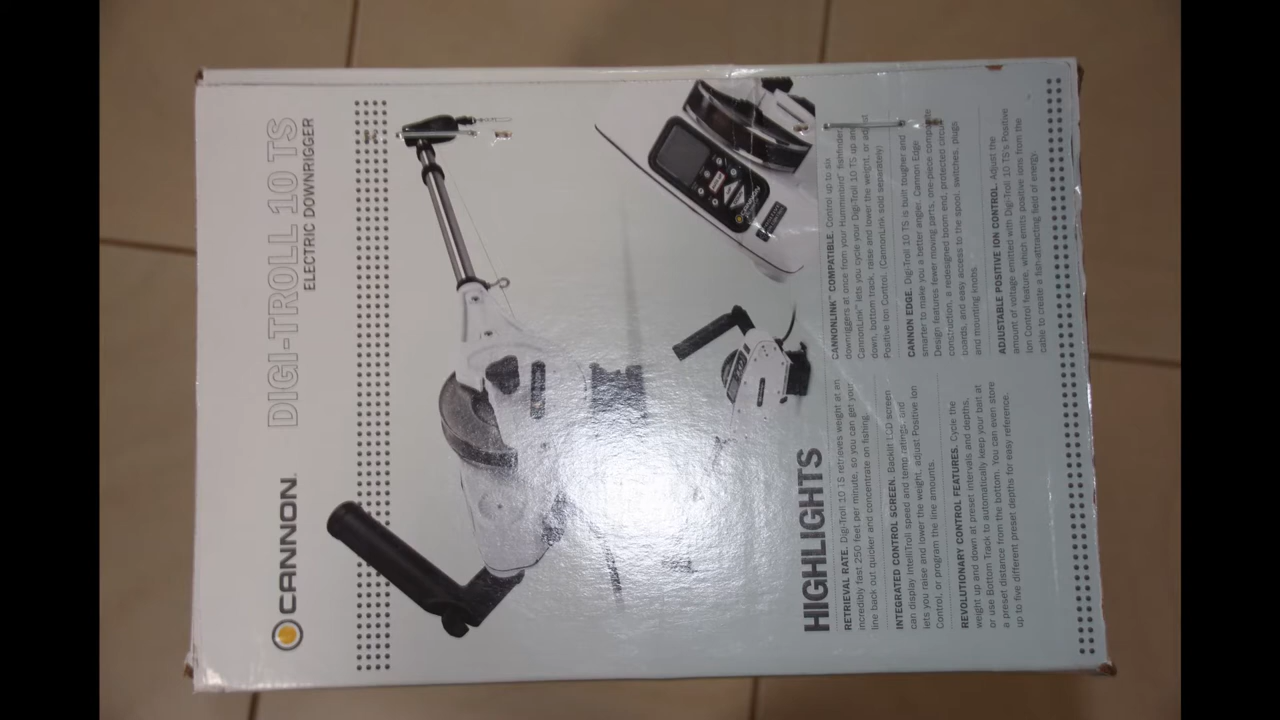 CANNON
DIGI-TROLL 10 TS
ELECTRIC DOWNRIGGER
HIGHLIGHTS
RETRIEVAL RATE. Digi-Troll 10 TS retrieves weight at an
incredibly fast 250 feet per minute, so you can get your
line back out quicker and concentrate on fishing.
INTEGRATED CONTROL SCREEN. Backlit LCD screen
can display IntelliTroll speed and temp ratings, and
lets you raise and lower the weight, adjust Positive Ion
Control, or program the line amounts.
REVOLUTIONARY CONTROL FEATURES. Cycle the
weight up and down at preset intervals and depths,
or use Bottom Track to automatically keep your bait at
a preset distance from the bottom. You can even store
up to five different preset depths for easy reference.
CANNONLINK™ COMPATIBLE. Control up to six
downriggers at once from your Humminbird® fishfinder.
CannonLink™ lets you cycle your Digi-Troll 10 TS up and
down, bottom track, raise and lower the weight, or adjust
Positive Ion Control. (CannonLink sold separately)
CANNON EDGE. Digi-Troll 10 TS is built tougher and
smarter to make you a better angler. Cannon Edge
Design features fewer moving parts, one-piece composite
construction, a redesigned boom end, protected circuit
boards, and easy access to the spool, switches, plugs
and mounting knobs.
ADJUSTABLE POSITIVE ION CONTROL. Adjust the
amount of voltage emitted with Digi-Troll 10 TS's Positive
Ion Control feature, which emits positive ions from the
cable to create a fish-attracting field of energy.
CANNON